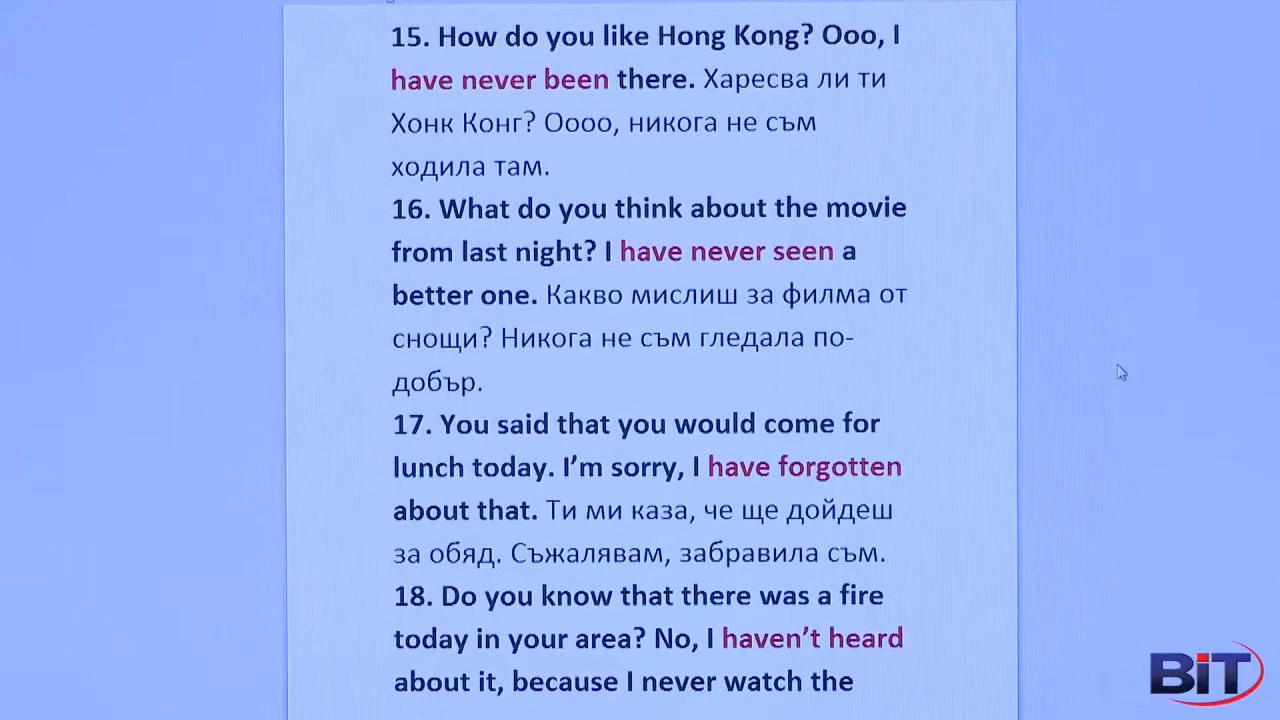 15. How do you like Hong Kong? Ooo, I
have never been there. Харесва ли ти
Хонк Конг? Оооо, никога не съм
ходила там.
16. What do you think about the movie
from last night? I have never seen a
better one. Какво мислиш за филма от
снощи? Никога не съм гледала по-
добър.
17. You said that you would come for
lunch today. I’m sorry, I have forgotten
about that. Ти ми каза, че ще дойдеш
за обяд. Съжалявам, забравила съм.
18. Do you know that there was a fire
today in your area? No, I haven’t heard
about it, because I never watch the
BiT